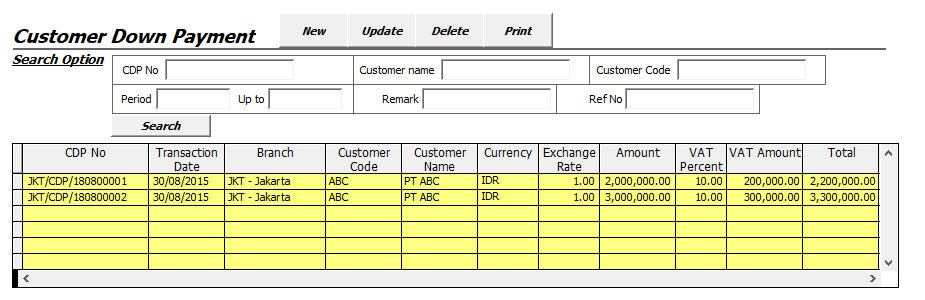 Customer Down Payment New Update Delete Print
Search Option CDP No Customer name Customer Code
Period Up to Remark Ref No
Search
CDP No Transaction Date Branch Customer Code Customer Name Currency Exchange Rate Amount VAT Percent VAT Amount Total
JKT/CDP/180800001 30/08/2015 JKT - Jakarta ABC PT ABC IDR 1.00 2,000,000.00 10.00 200,000.00 2,200,000.00
JKT/CDP/180800002 30/08/2015 JKT - Jakarta ABC PT ABC IDR 1.00 3,000,000.00 10.00 300,000.00 3,300,000.00